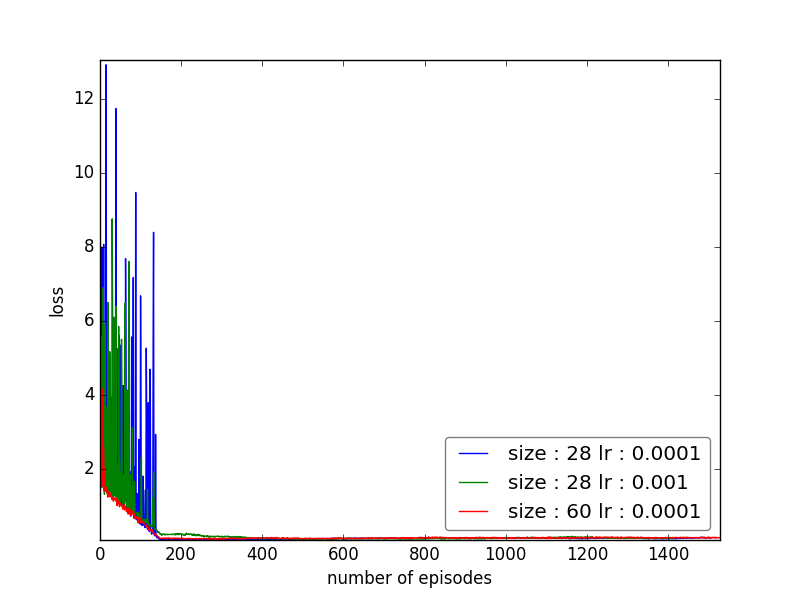 12
10
8
6
4
2
loss
size : 28 lr : 0.0001
size : 28 lr : 0.001
size : 60 lr : 0.0001
0 200 400 600 800 1000 1200 1400
number of episodes